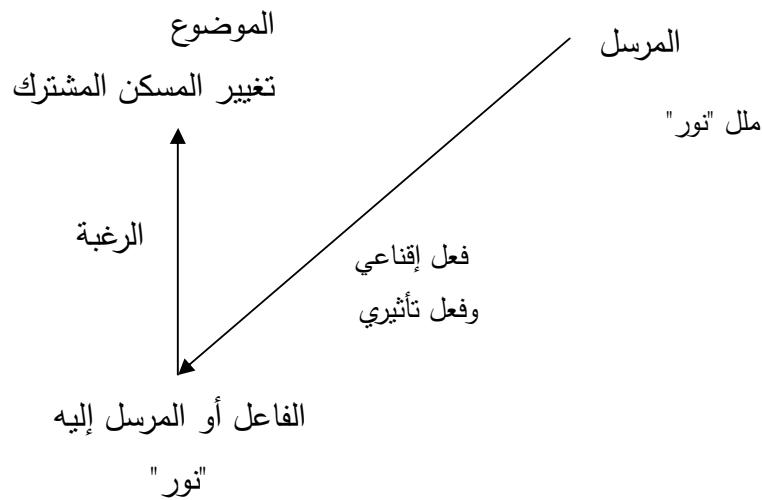 المرسل
ملل "نور"
الموضوع
تغيير المسكن المشترك
الرغبة
فعل إقناعي
وفعل تأثيري
الفاعل أو المرسل إليه
"نور"